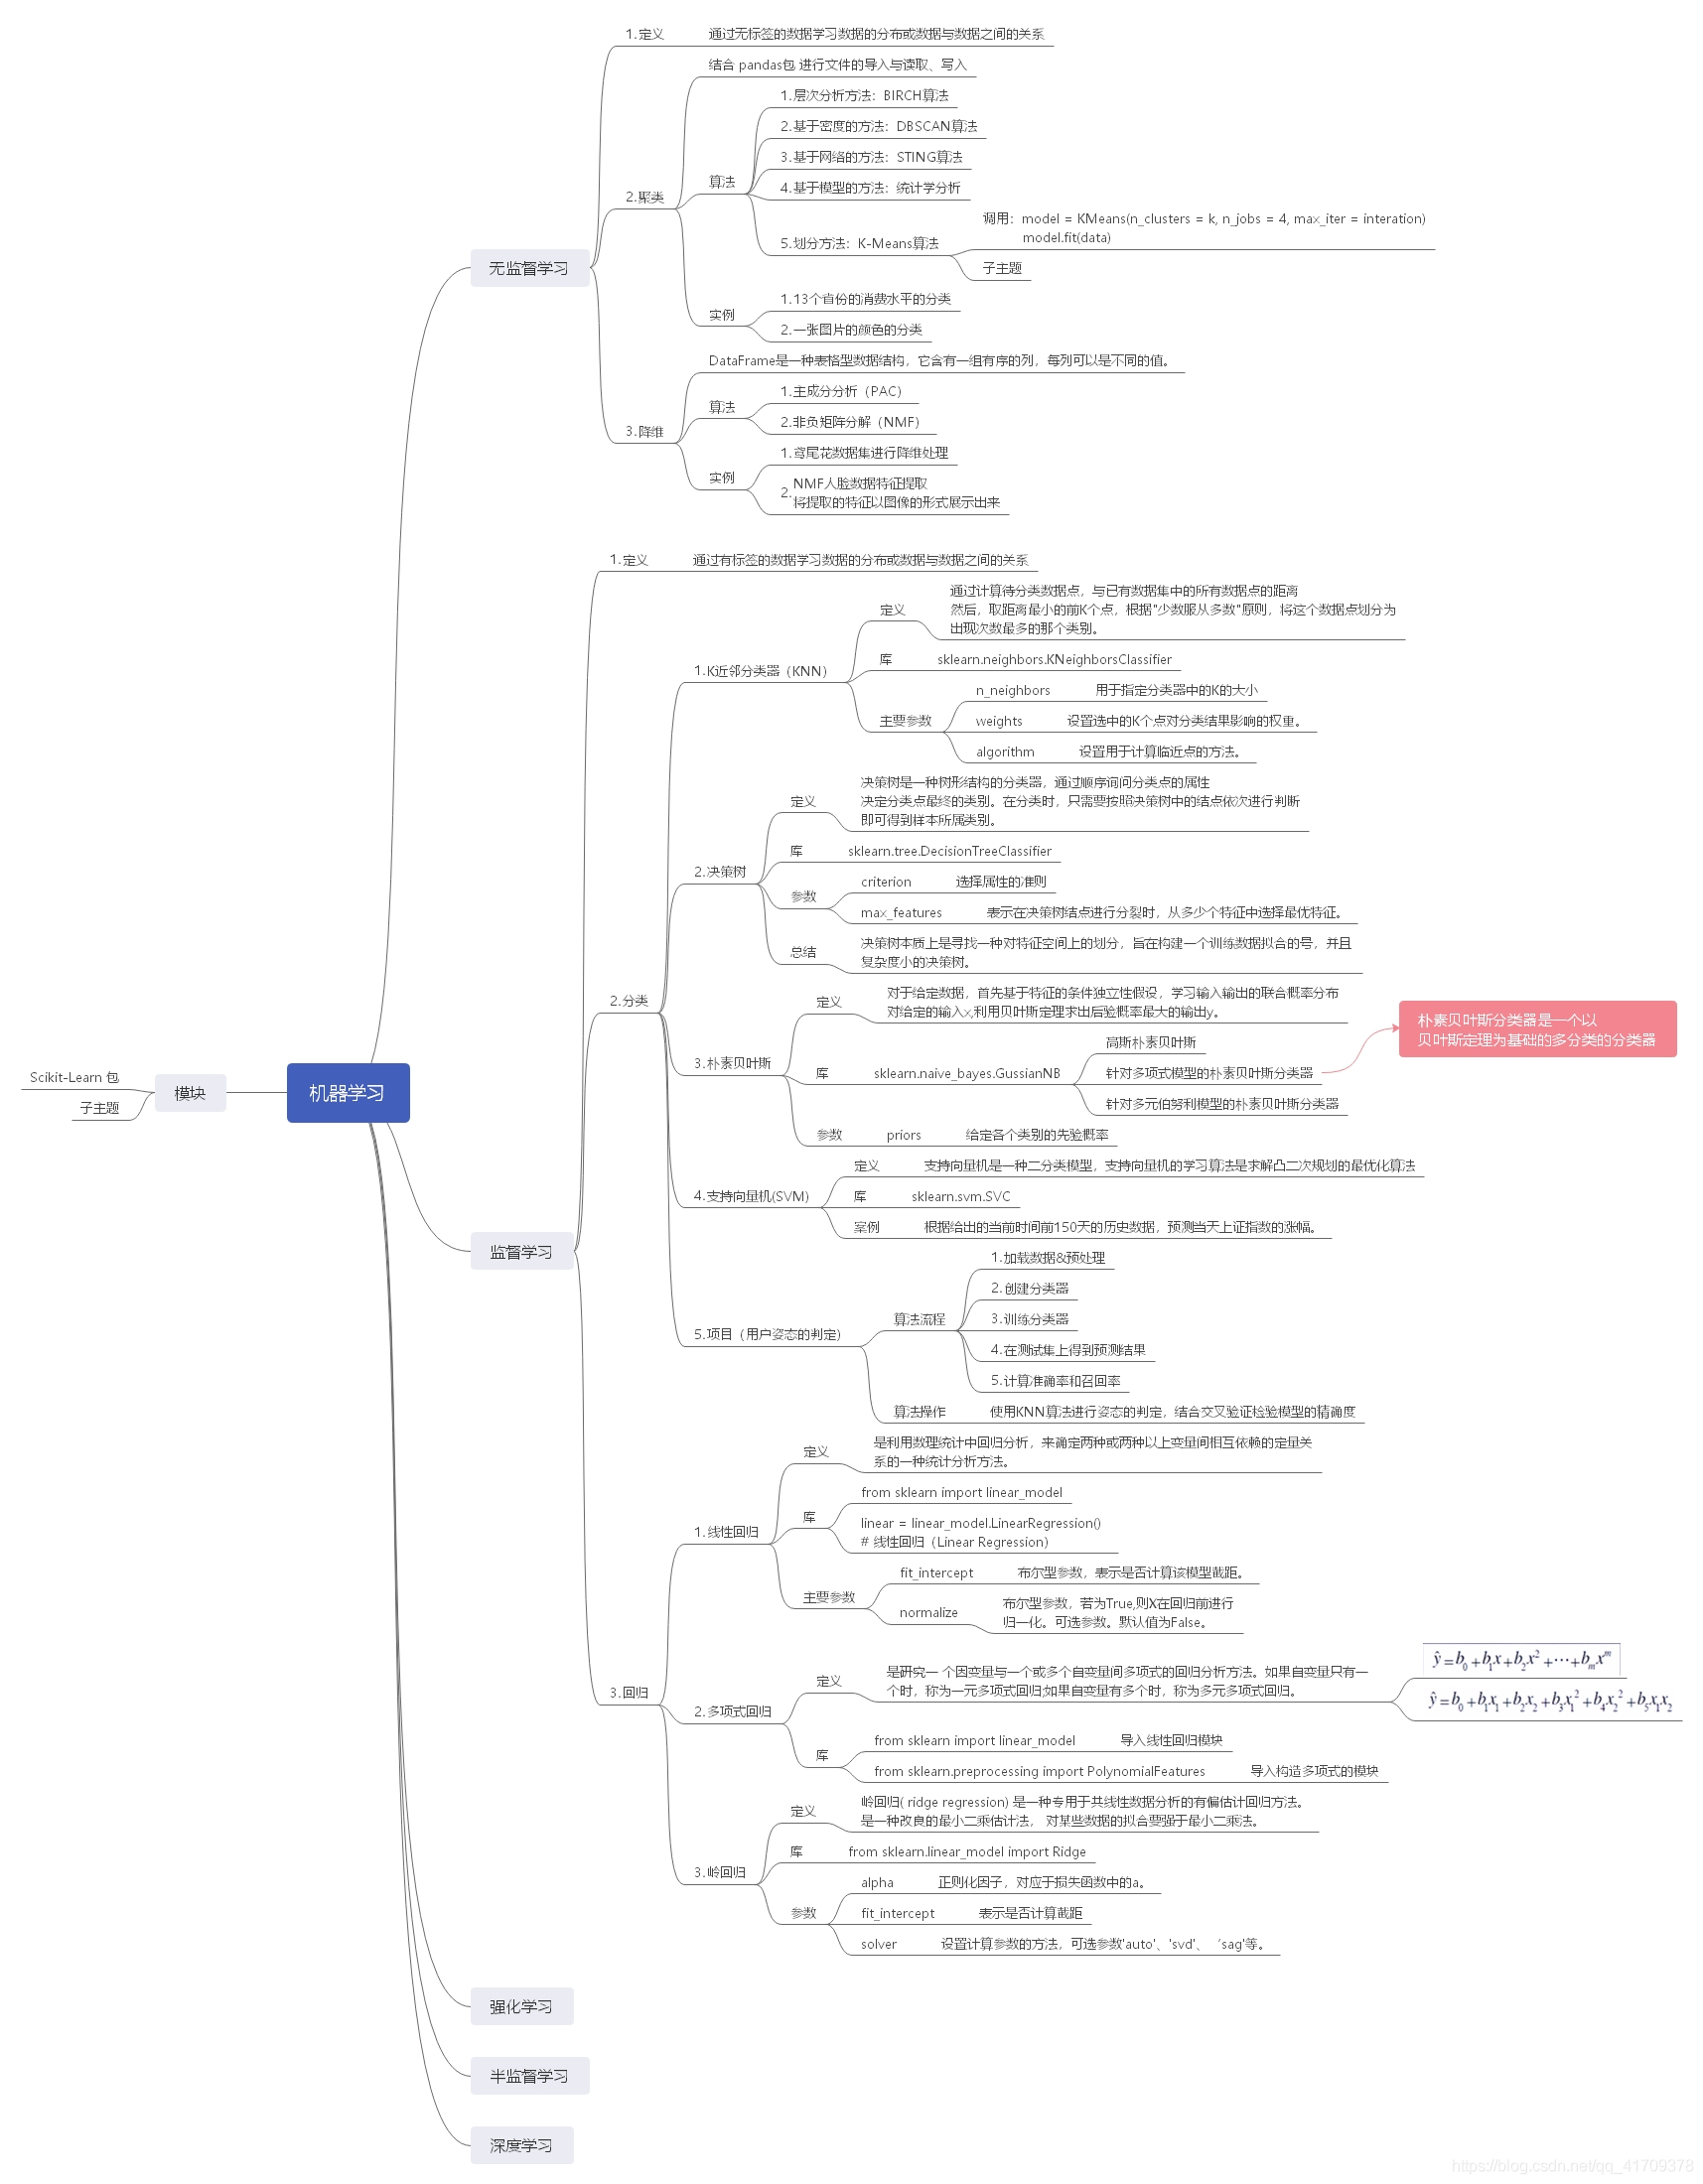 1.定义
通过无标签的数据学习数据的分布或数据与数据之间的关系
结合 pandas包 进行文件的导入与读取、写入
1.层次分析方法：BIRCH算法
2.基于密度的方法：DBSCAN算法
3.基于网络的方法：STING算法
算法
4.基于模型的方法：统计学分析
2.聚类
调用：model = KMeans(n_clusters = k, n_jobs = 4, max_iter = interation)
model.fit(data)
5.划分方法：K-Means算法
子主题
无监督学习
1.13个省份的消费水平的分类
实例
2.一张图片的颜色的分类
DataFrame是一种表格型数据结构，它含有一组有序的列，每列可以是不同的值。
1.主成分分析（PAC）
算法
2.非负矩阵分解（NMF）
3.降维
1.鸢尾花数据集进行降维处理
实例
2.
NMF人脸数据特征提取
将提取的特征以图像的形式展示出来
1.定义
通过有标签的数据学习数据的分布或数据与数据之间的关系
定义
通过计算待分类数据点，与已有数据集中的所有数据点的距离
然后，取距离最小的前K个点，根据"少数服从多数"原则，将这个数据点划分为
出现次数最多的那个类别。
1.K近邻分类器（KNN）
库
sklearn.neighbors.KNeighborsClassifier
n_neighbors
用于指定分类器中的K的大小
主要参数
weights
设置选中的K个点对分类结果影响的权重。
algorithm
设置用于计算临近点的方法。
定义
决策树是一种树形结构的分类器，通过顺序询问分类点的属性
决定分类点最终的类别。在分类时，只需要按照决策树中的结点依次进行判断
即可得到样本所属类别。
库
sklearn.tree.DecisionTreeClassifier
2.决策树
参数
criterion
选择属性的准则
max_features
表示在决策树结点进行分裂时，从多少个特征中选择最优特征。
总结
决策树本质上是寻找一种对特征空间上的划分，旨在构建一个训练数据拟合的号，并且
复杂度小的决策树。
2.分类
定义
对于给定数据，首先基于特征的条件独立性假设，学习输入输出的联合概率分布
对给定的输入x,利用贝叶斯定理求出后验概率最大的输出y。
朴素贝叶斯分类器是一个以
贝叶斯定理为基础的多分类的分类器
3.朴素贝叶斯
高斯朴素贝叶斯
库
sklearn.naive_bayes.GussianNB
针对多项式模型的朴素贝叶斯分类器
针对多元伯努利模型的朴素贝叶斯分类器
参数
priors
给定各个类别的先验概率
Scikit-Learn 包
模块
机器学习
子主题
定义
支持向量机是一种二分类模型，支持向量机的学习算法是求解凸二次规划的最优化算法
4.支持向量机(SVM)
库
sklearn.svm.SVC
案例
根据给出的当前时间前150天的历史数据，预测当天上证指数的涨幅。
监督学习
1.加载数据&预处理
2.创建分类器
算法流程
3.训练分类器
5.项目（用户姿态的判定）
4.在测试集上得到预测结果
5.计算准确率和召回率
算法操作
使用KNN算法进行姿态的判定，结合交叉验证检验模型的精确度
定义
是利用数理统计中回归分析，来确定两种或两种以上变量间相互依赖的定量关
系的一种统计分析方法。
from sklearn import linear_model
库
1.线性回归
linear = linear_model.LinearRegression()
# 线性回归（Linear Regression）
fit_intercept
布尔型参数，表示是否计算该模型截距。
主要参数
normalize
布尔型参数，若为True,则X在回归前进行
归一化。可选参数。默认值为False。
3.回归
定义
是研究一 个因变量与一个或多个自变量间多项式的回归分析方法。如果自变量只有一
个时，称为一元多项式回归;如果自变量有多个时，称为多元多项式回归。
ŷ=b₀+b₁x+b₂x²+⋯+bₘxᵐ
ŷ=b₀+b₁x₁+b₂x₂+b₃x₁²+b₄x₂²+b₅x₁x₂
2.多项式回归
库
from sklearn import linear_model
导入线性回归模块
from sklearn.preprocessing import PolynomialFeatures
导入构造多项式的模块
定义
岭回归( ridge regression) 是一种专用于共线性数据分析的有偏估计回归方法。
是一种改良的最小二乘估计法， 对某些数据的拟合要强于最小二乘法。
库
from sklearn.linear_model import Ridge
3.岭回归
alpha
正则化因子，对应于损失函数中的a。
参数
fit_intercept
表示是否计算截距
solver
设置计算参数的方法，可选参数'auto'、'svd'、‘sag'等。
强化学习
半监督学习
深度学习
https://blog.csdn.net/qq_41709378